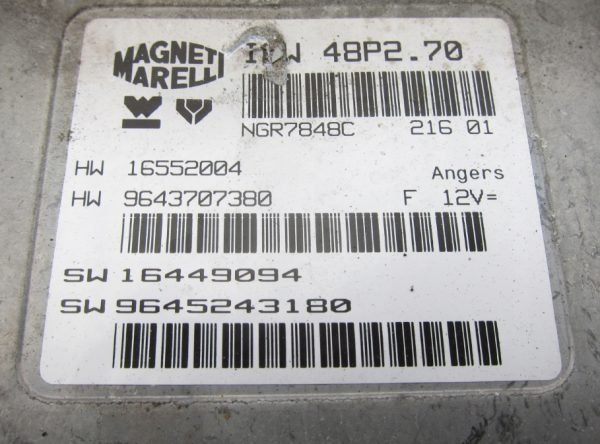 MAGNETI
MARELLI
48P2.70
NGR7848C 216 01
HW 16552004
Angers
HW 9643707380 F 12V=
SW 16449094
SW 9645243180